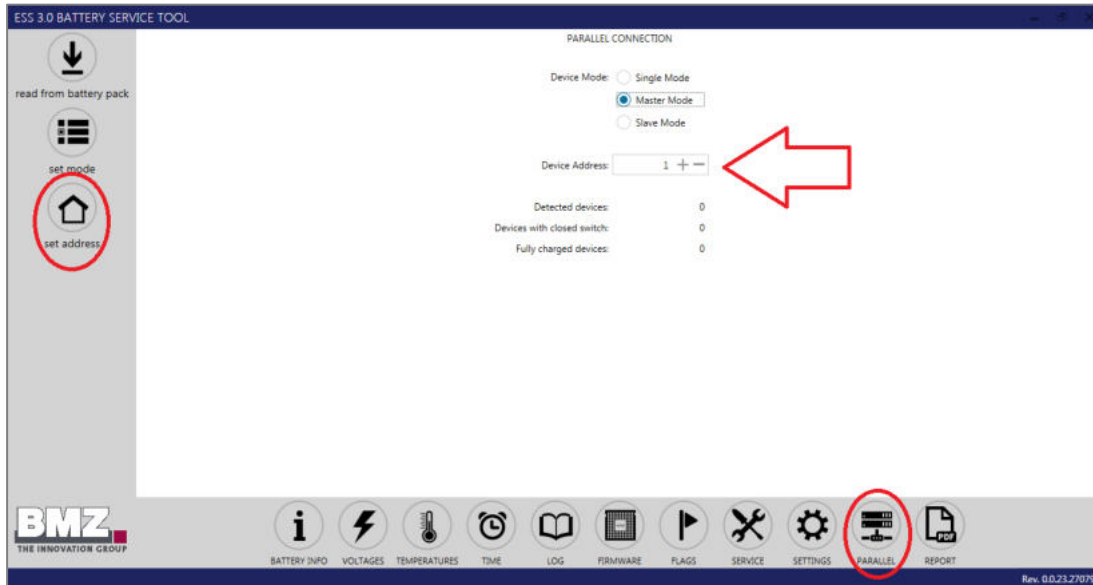 ESS 3.0 BATTERY SERVICE TOOL
read from battery pack
set mode
set address
PARALLEL CONNECTION
Device Mode: Single Mode
Master Mode
Slave Mode
Device Address: 1
Detected devices: 0
Devices with closed switch: 0
Fully charged devices: 0
BMZ
THE INNOVATION GROUP
BATTERY INFO VOLTAGES TEMPERATURES TIME LOG FIRMWARE FLAGS SERVICE SETTINGS PARALLEL REPORT
PDF
Rev. 0.0.23.27079